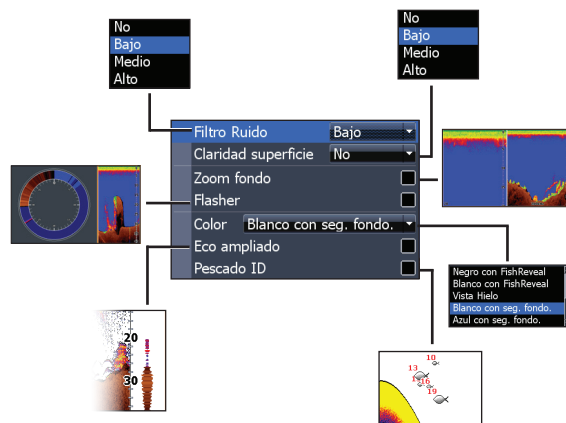 No
Bajo
Medio
Alto
No
Bajo
Medio
Alto
Filtro Ruido Bajo
Claridad superficie No
Zoom fondo
Flasher
Color Blanco con seg. fondo.
Eco ampliado
Pescado ID
Negro con FishReveal
Blanco con FishReveal
Vista Hielo
Blanco con seg. fondo.
Azul con seg. fondo.
20
30
10
13
16
19